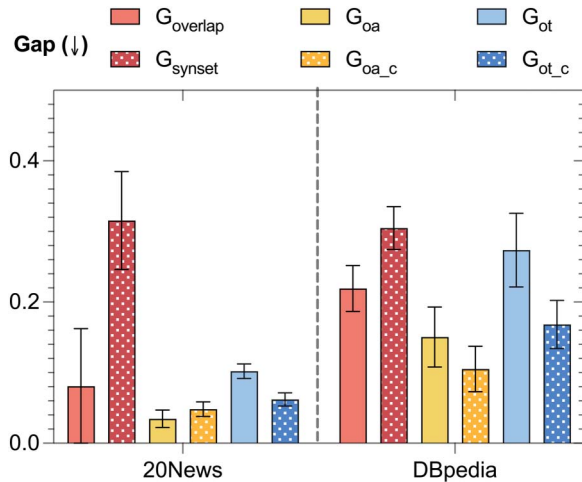 Gap (↓)
G_overlap G_oa G_ot
G_synset G_oa_c G_ot_c
0.4
0.2
0.0
20News DBpedia